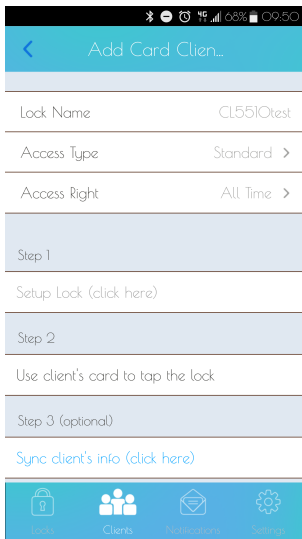 4G 68% 09:50
Add Card Clien...
Lock Name CL5510test
Access Type Standard >
Access Right All Time >
Step 1
Setup Lock (click here)
Step 2
Use client's card to tap the lock
Step 3 (optional)
Sync client's info (click here)
Locks Clients Notifications Settings